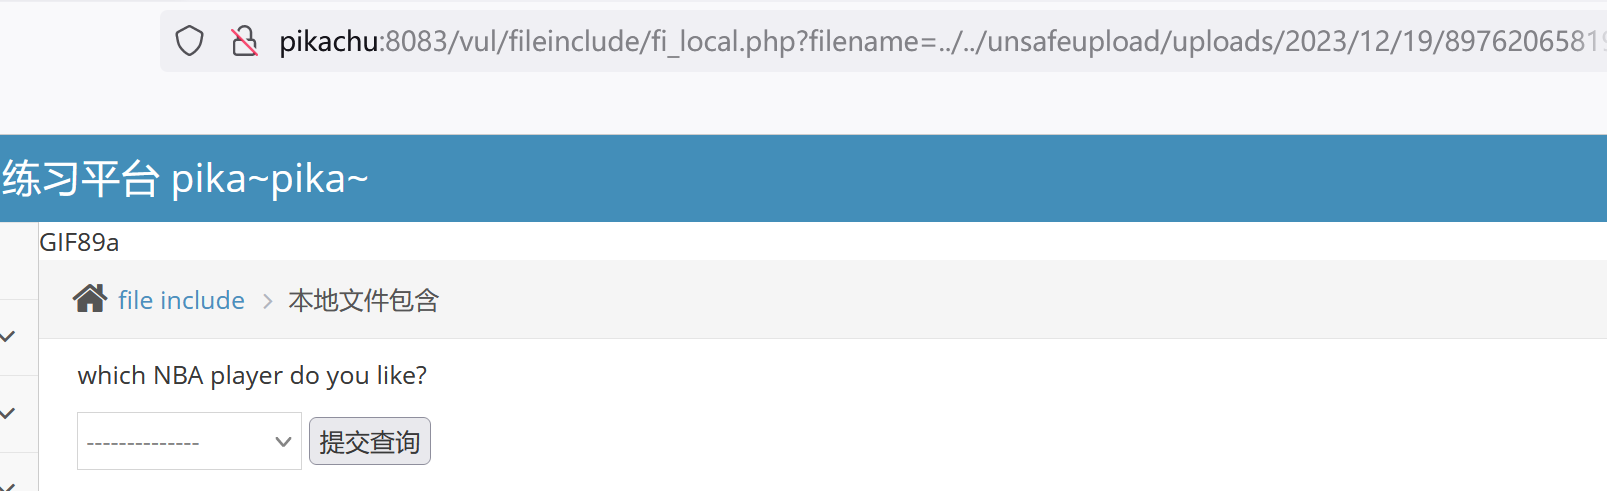 pikachu:8083/vul/fileinclude/fi_local.php?filename=../../unsafeupload/uploads/2023/12/19/89762065819
练习平台 pika~pika~
GIF89a
file include > 本地文件包含
which NBA player do you like?
--------------
提交查询